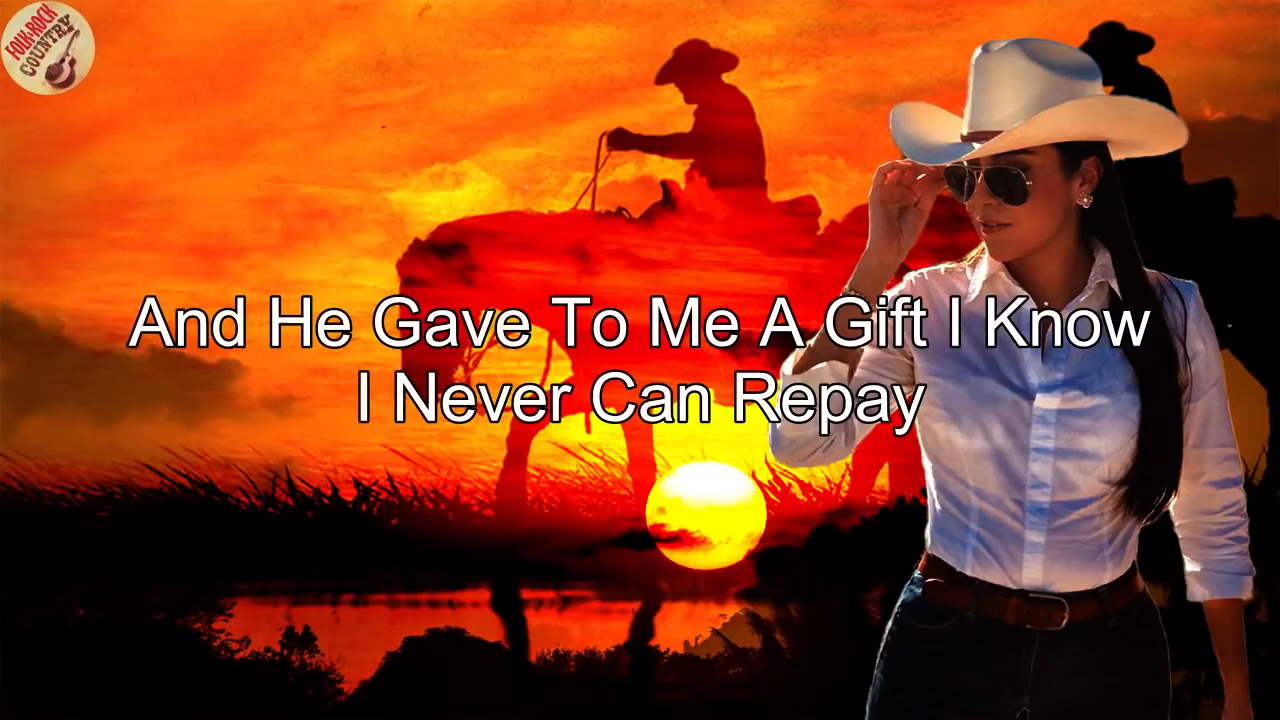 FOLK&ROCK
COUNTRY
And He Gave To Me A Gift I Know
I Never Can Repay